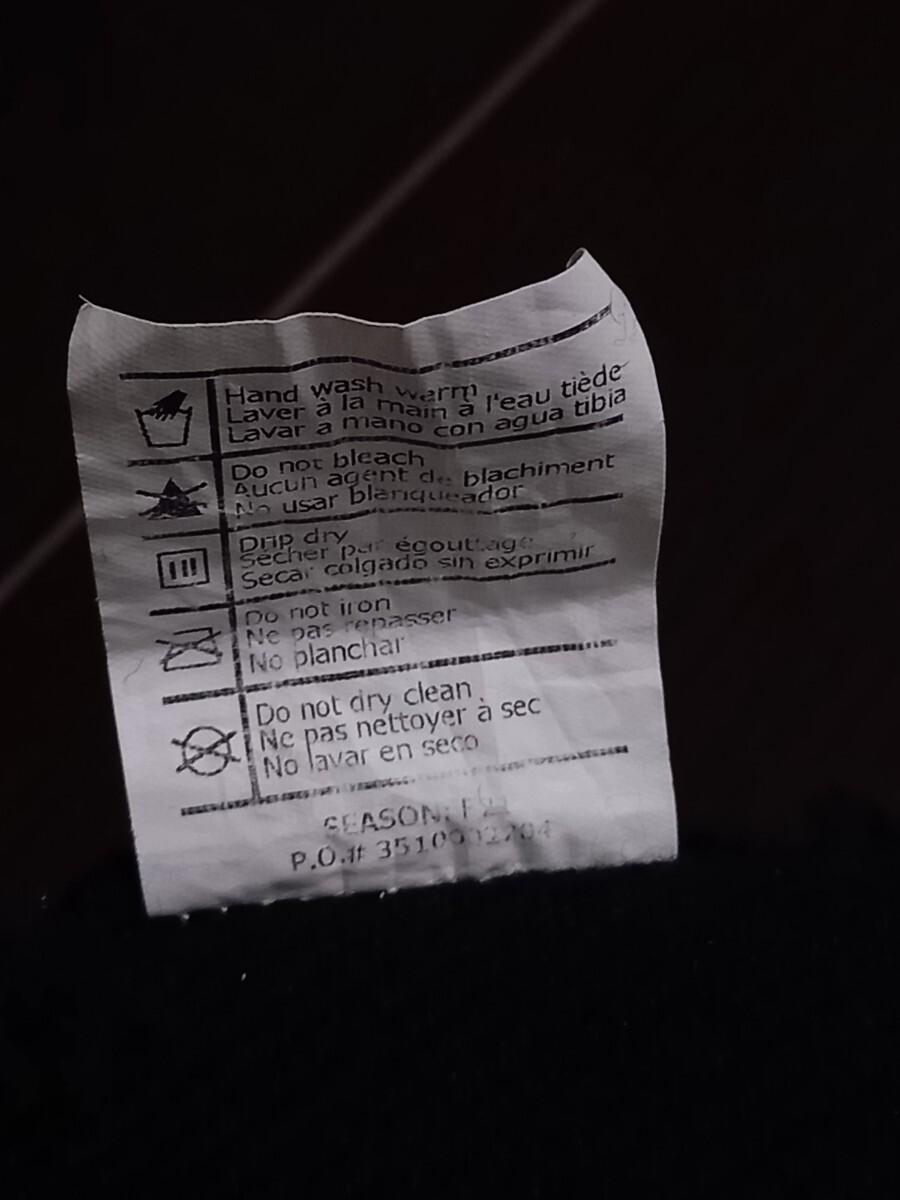 Hand wash warm
Laver à la main à l'eau tiède
Lavar a mano con agua tibia
Do not bleach
Aucun agent de blachiment
No usar blanqueador
Drip dry
Sécher par égouttage
Secar colgado sin exprimir
Do not iron
Ne pas repasser
No planchar
Do not dry clean
Ne pas nettoyer à sec
No lavar en seco
SEASON:
P.O.#